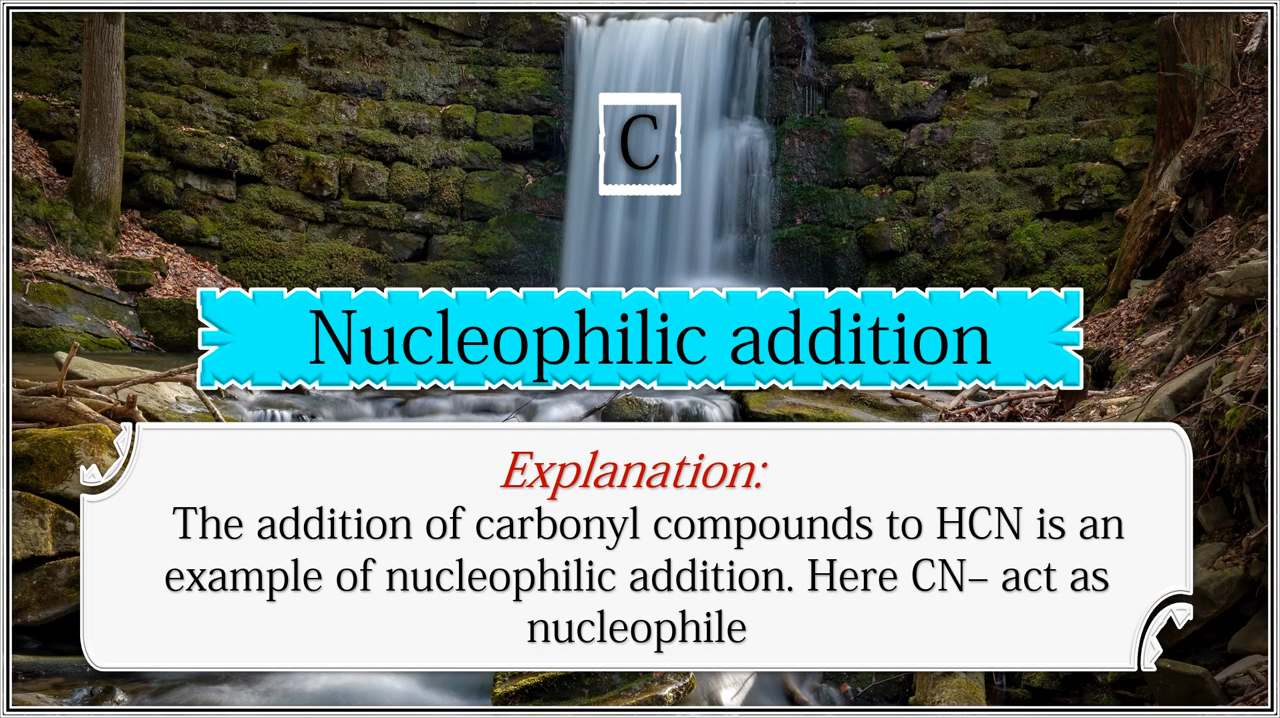 C
Nucleophilic addition
Explanation:
The addition of carbonyl compounds to HCN is an
example of nucleophilic addition. Here CN– act as
nucleophile